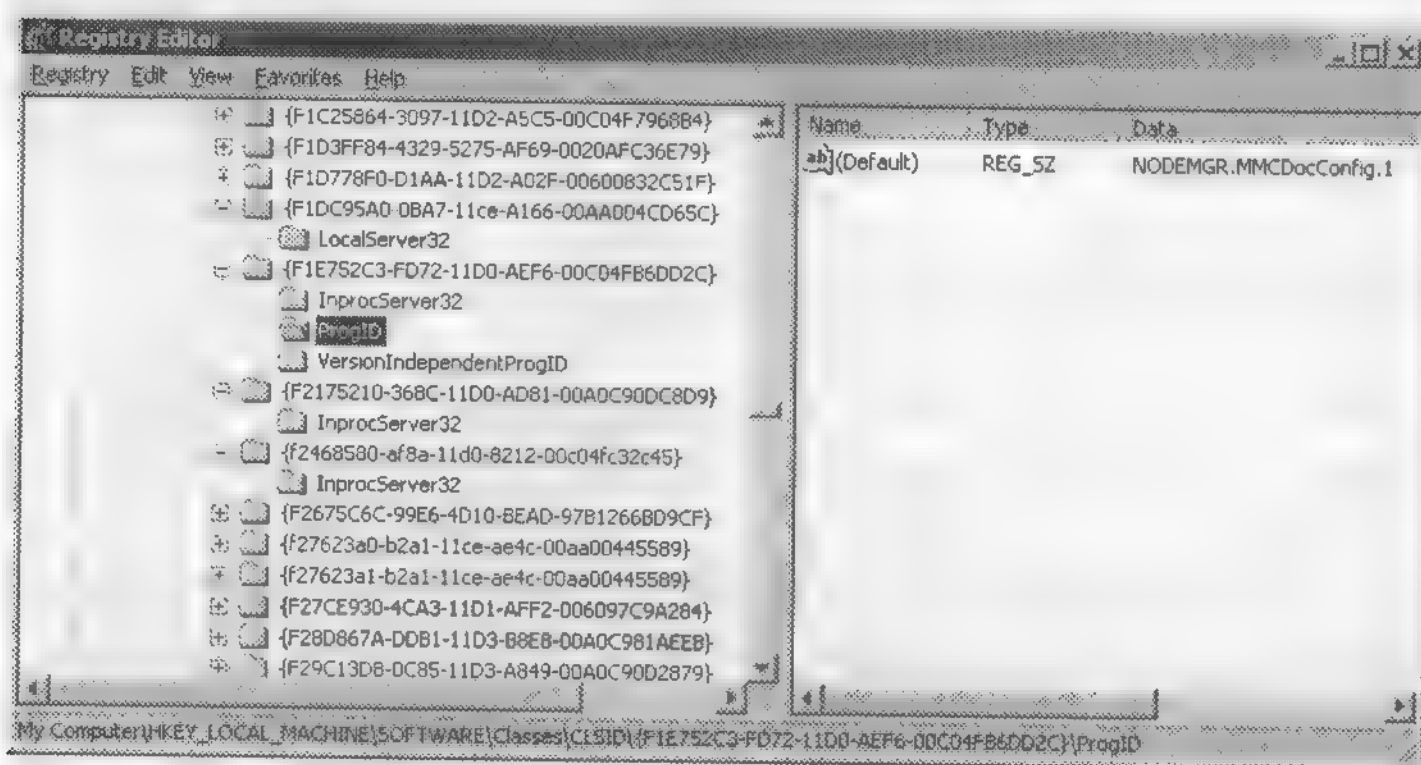 Registry Editor
Registry Edit View Favorites Help
{F1C25864-3097-11D2-A5C5-00C04F7968B4}
{F1D3FF84-4329-5275-AF69-0020AFC36E79}
{F1D778F0-D1AA-11D2-A02F-00600832C51F}
{F1DC95A0-0BA7-11ce-A166-00AA004CD65C}
LocalServer32
{F1E752C3-FD72-11D0-AEF6-00C04FB6DD2C}
InprocServer32
ProgID
VersionIndependentProgID
{F2175210-368C-11D0-AD81-00A0C90DC8D9}
InprocServer32
{f2468580-af8a-11d0-8212-00c04fc32c45}
InprocServer32
{F2675C6C-99E6-4D10-8EAD-97B1266BD9CF}
{f27623a0-b2a1-11ce-ae4c-00aa00445589}
{f27623a1-b2a1-11ce-ae4c-00aa00445589}
{F27CE930-4CA3-11D1-AFF2-006097C9A284}
{F28D867A-DDB1-11D3-B8E8-00A0C981AEEB}
{F29C13D8-0C85-11D3-A849-00A0C90D2879}
Name Type Data
(Default) REG_SZ NODEMGR.MMCDocConfig.1
My Computer\HKEY_LOCAL_MACHINE\SOFTWARE\Classes\CLSID\{F1E752C3-FD72-11D0-AEF6-00C04FB6DD2C}\ProgID